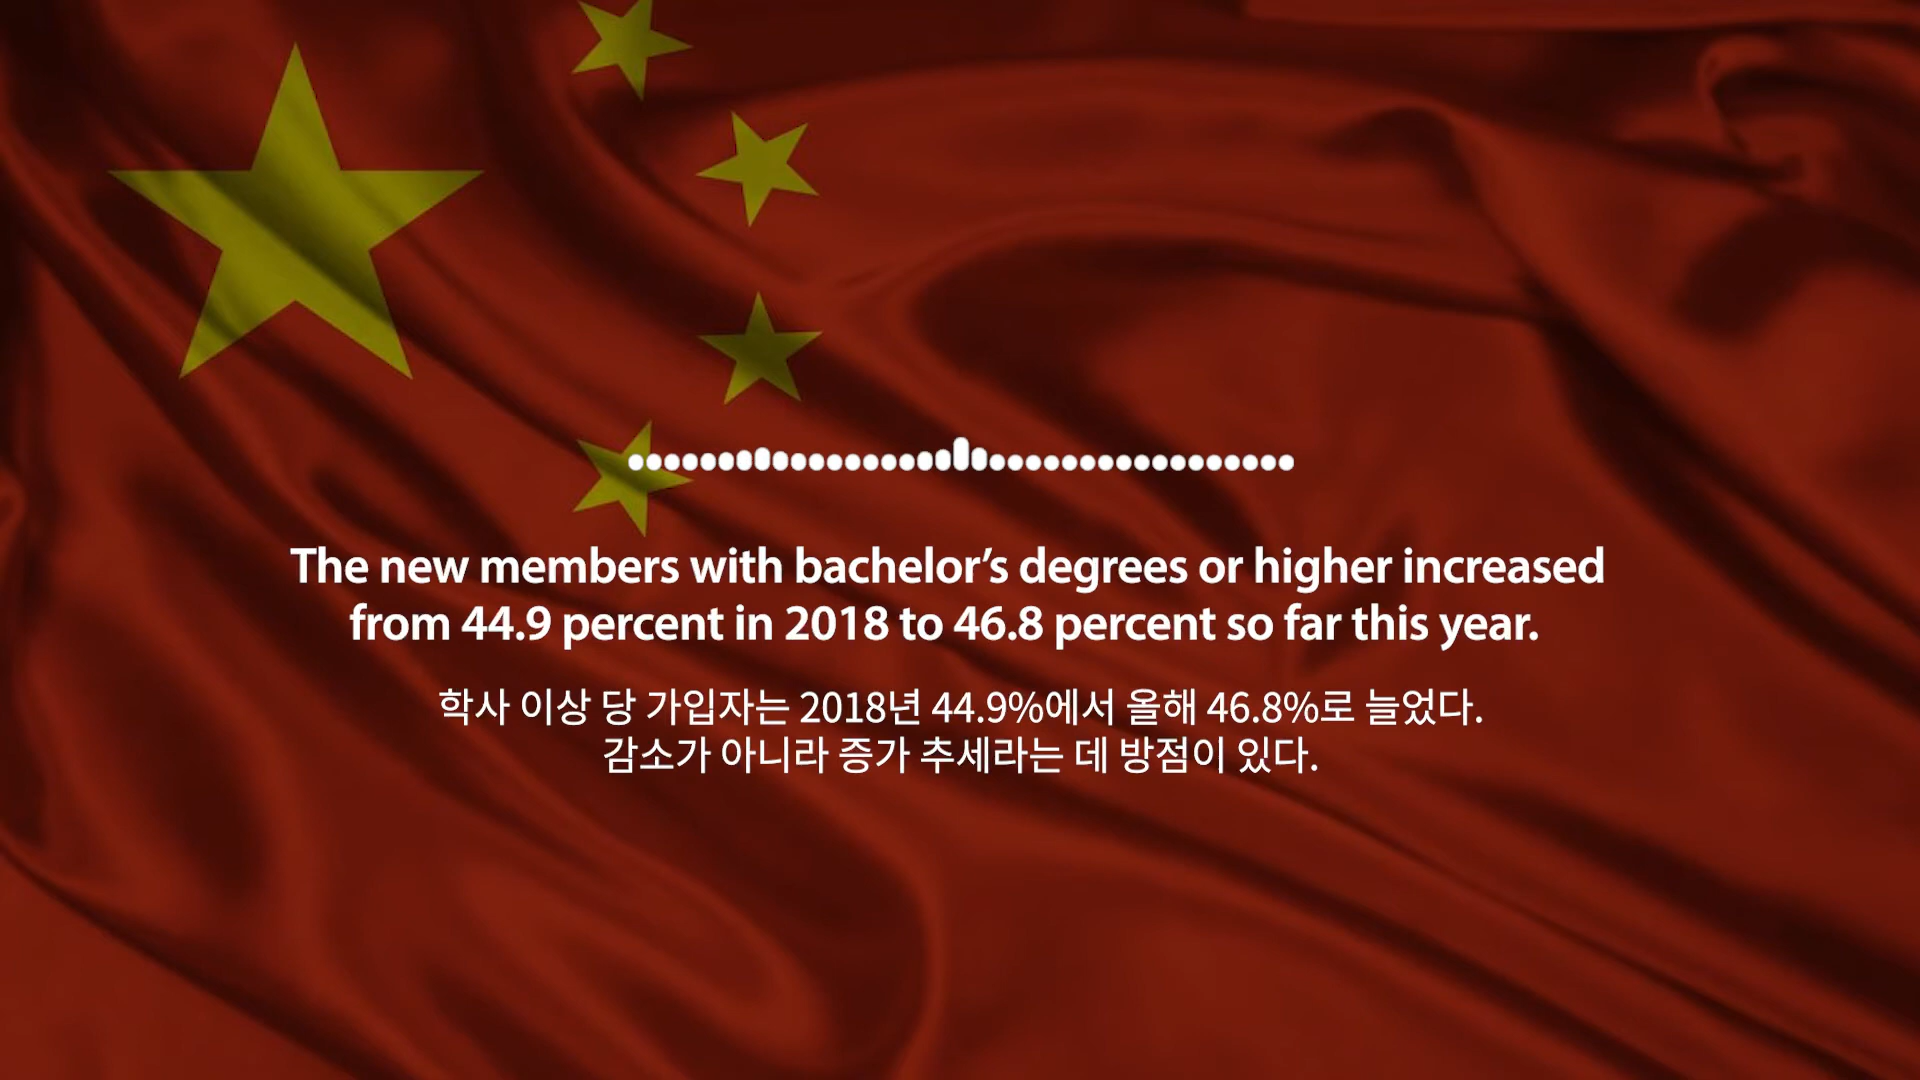 The new members with bachelor’s degrees or higher increased
from 44.9 percent in 2018 to 46.8 percent so far this year.
학사 이상 당 가입자는 2018년 44.9%에서 올해 46.8%로 늘었다.
감소가 아니라 증가 추세라는 데 방점이 있다.